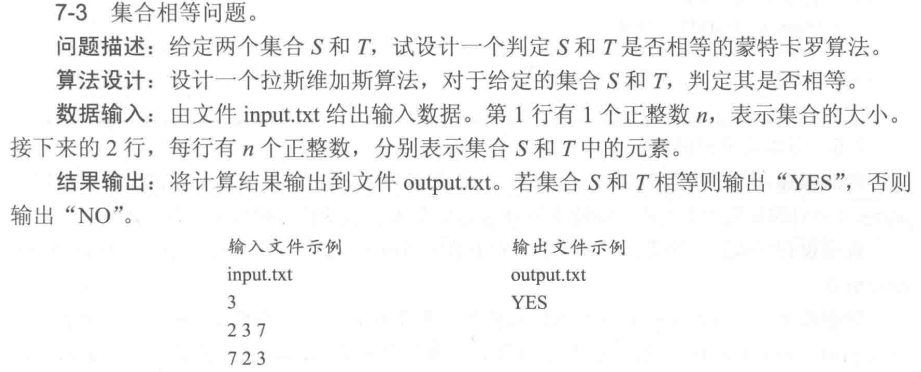 7-3 集合相等问题。
问题描述：给定两个集合 S 和 T，试设计一个判定 S 和 T 是否相等的蒙特卡罗算法。
算法设计：设计一个拉斯维加斯算法，对于给定的集合 S 和 T，判定其是否相等。
数据输入：由文件 input.txt 给出输入数据。第 1 行有 1 个正整数 n，表示集合的大小。
接下来的 2 行，每行有 n 个正整数，分别表示集合 S 和 T 中的元素。
结果输出：将计算结果输出到文件 output.txt。若集合 S 和 T 相等则输出“YES”，否则
输出“NO”。
输入文件示例 输出文件示例
input.txt output.txt
3 YES
2 3 7
7 2 3